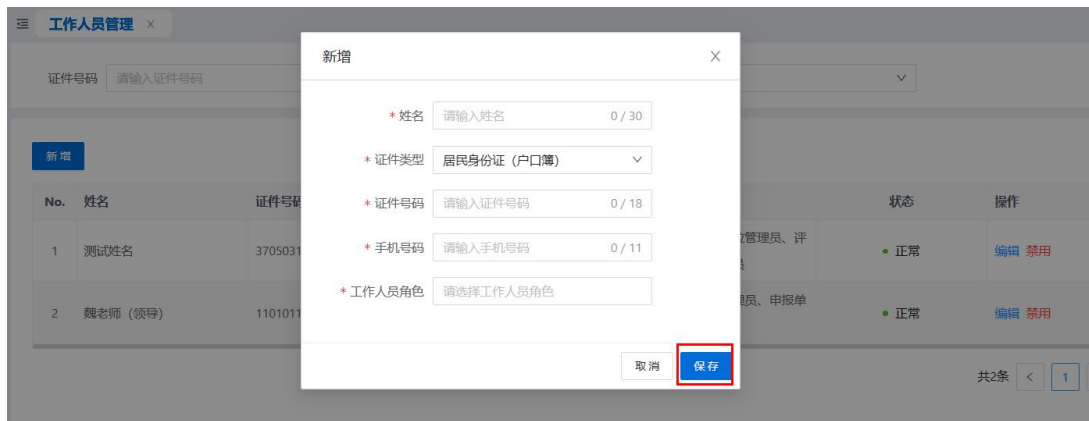 工作人员管理 ×
新增
证件号码 请输入证件号码
* 姓名 请输入姓名 0 / 30
新增
* 证件类型 居民身份证（户口簿）
No. 姓名 证件号码 状态 操作
* 证件号码 请输入证件号码 0 / 18
1 测试姓名 3705031 管理员、评 正常 编辑 禁用
* 手机号码 请输入手机号码 0 / 11
* 工作人员角色 请选择工作人员角色
2 魏老师（领导） 1101011 理员、申报单 正常 编辑 禁用
取消 保存
共2条 < 1